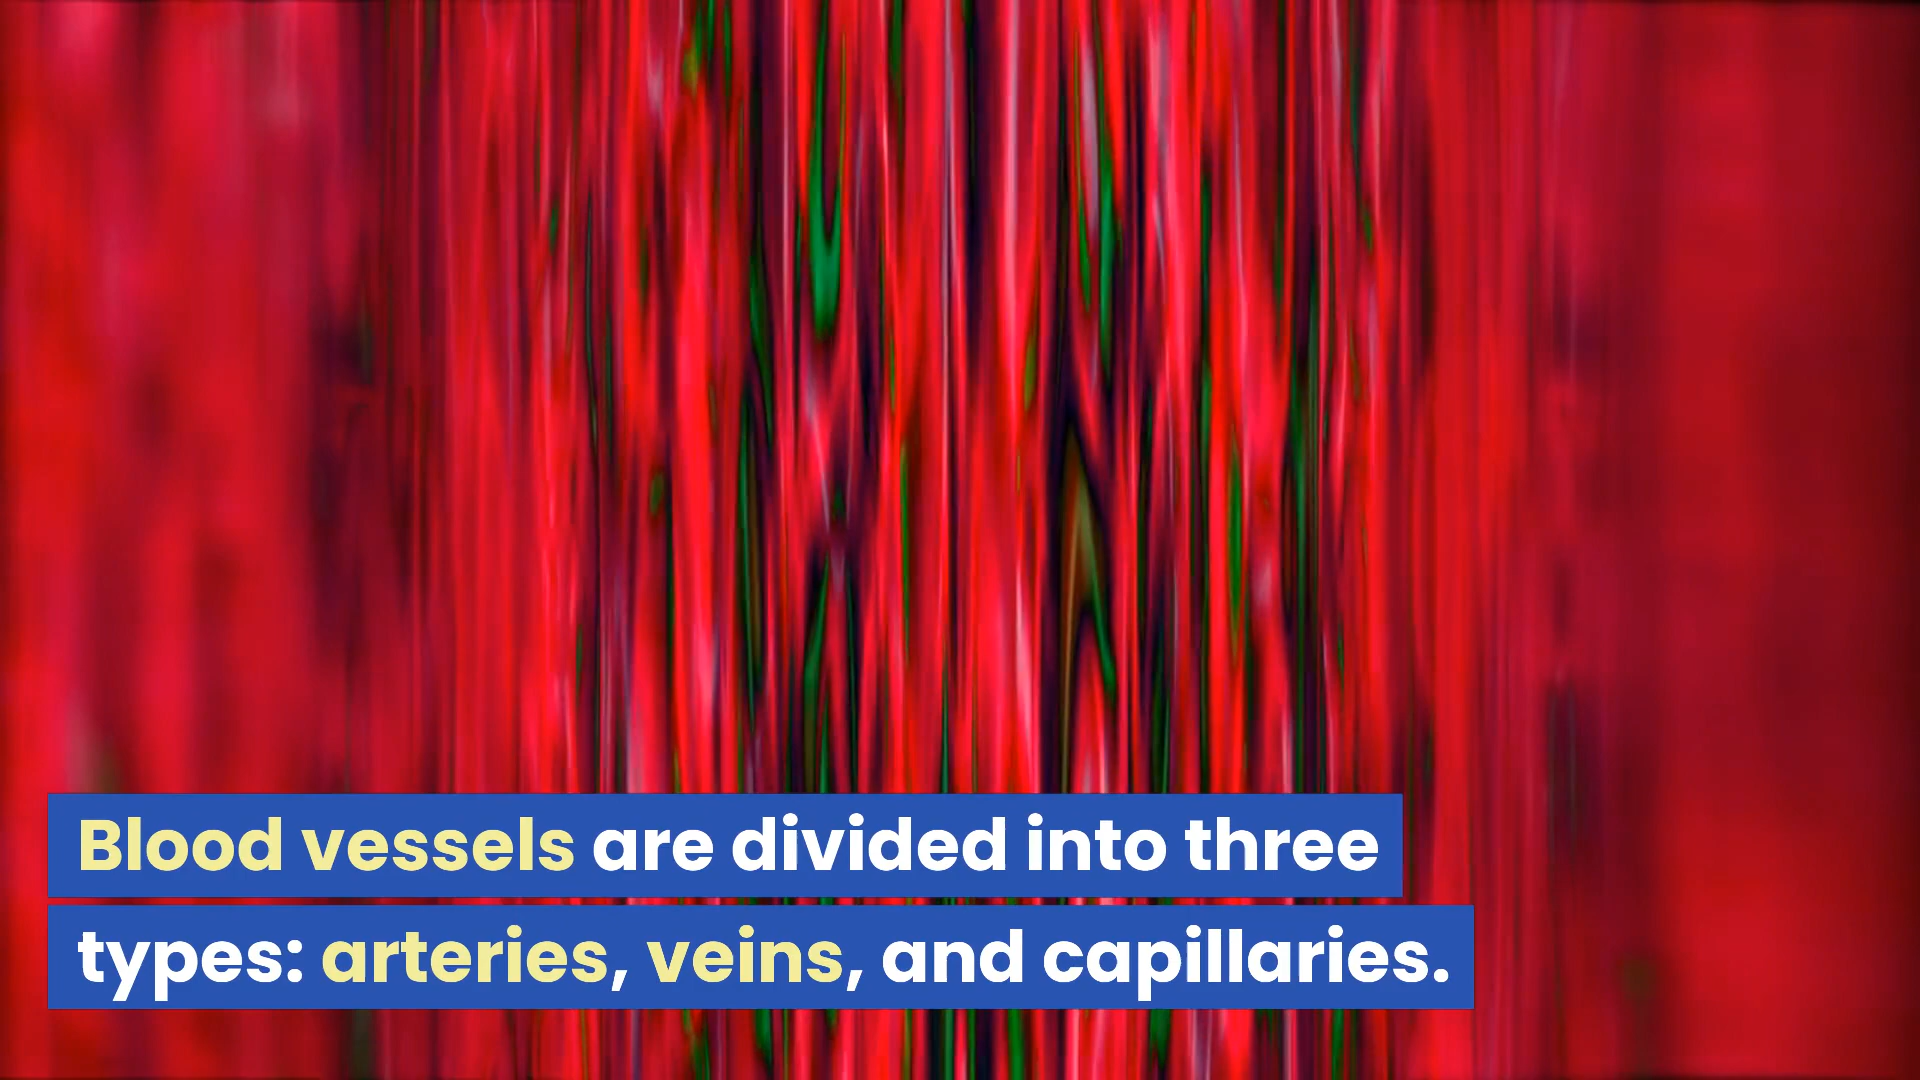 Blood vessels are divided into three
types: arteries, veins, and capillaries.